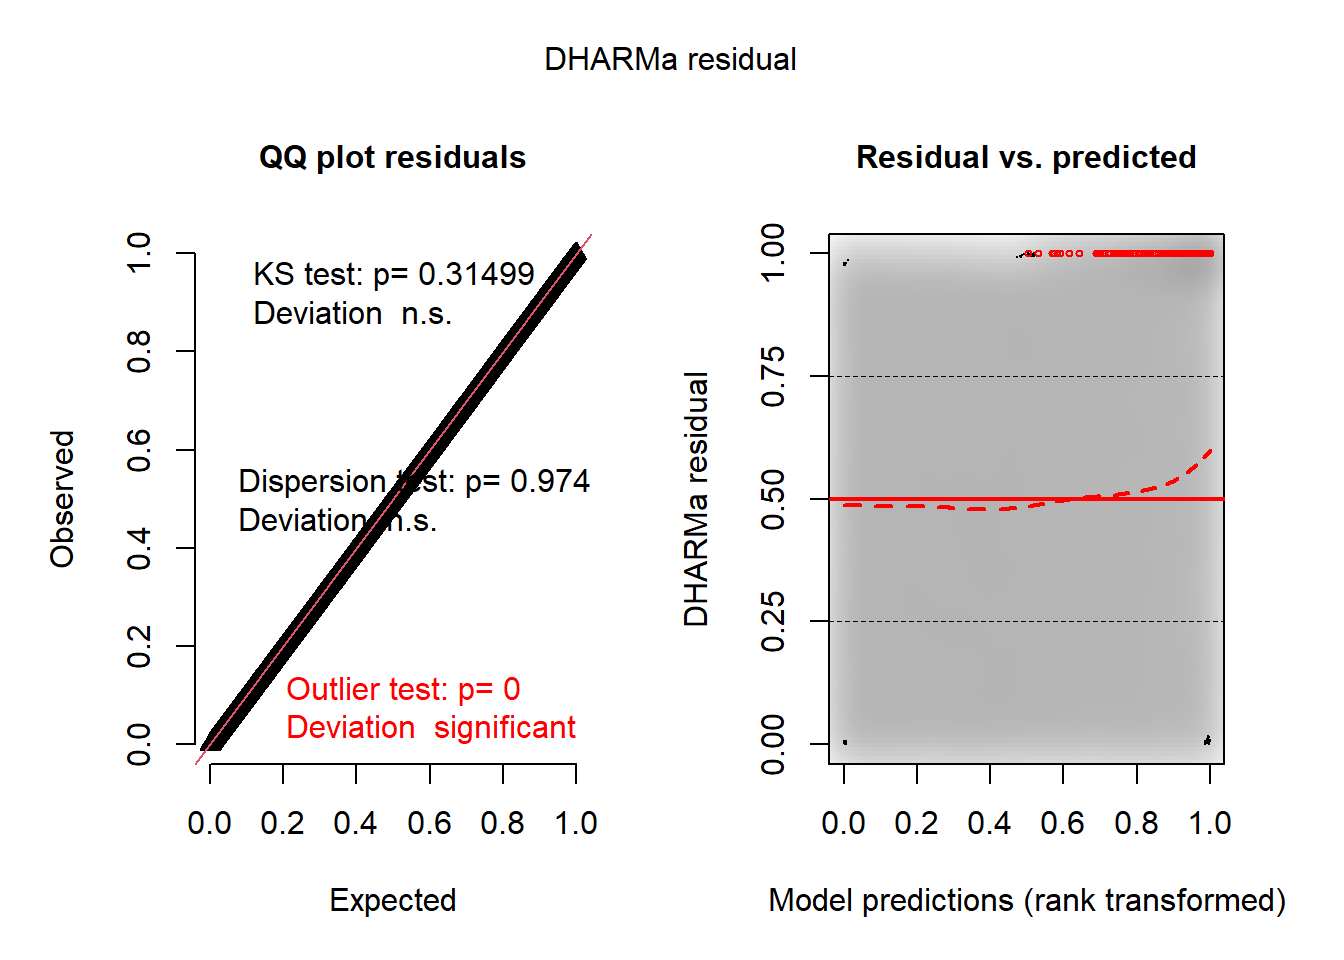 DHARMa residual
QQ plot residuals
KS test: p= 0.31499
Deviation  n.s.
Dispersion test: p= 0.974
Deviation  n.s.
Outlier test: p= 0
Deviation  significant
Observed
0.0 0.2 0.4 0.6 0.8 1.0
0.0 0.2 0.4 0.6 0.8 1.0
Expected
Residual vs. predicted
DHARMa residual
0.00 0.25 0.50 0.75 1.00
0.0 0.2 0.4 0.6 0.8 1.0
Model predictions (rank transformed)